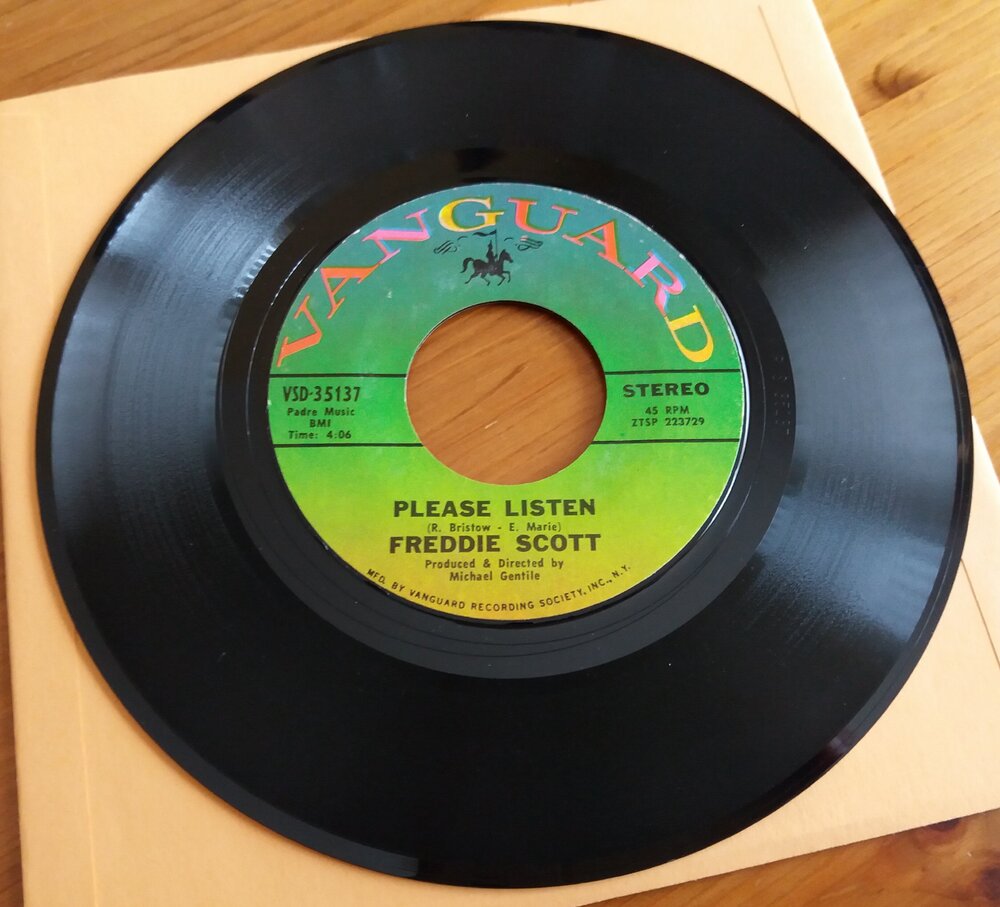 VANGUARD
VSD-35137
Padre Music
BMI
Time: 4:06
STEREO
45 RPM
ZTSP 223729
PLEASE LISTEN
(R. Bristow - E. Marie)
FREDDIE SCOTT
Produced & Directed by
Michael Gentile
MFD. BY VANGUARD RECORDING SOCIETY, INC., N.Y.